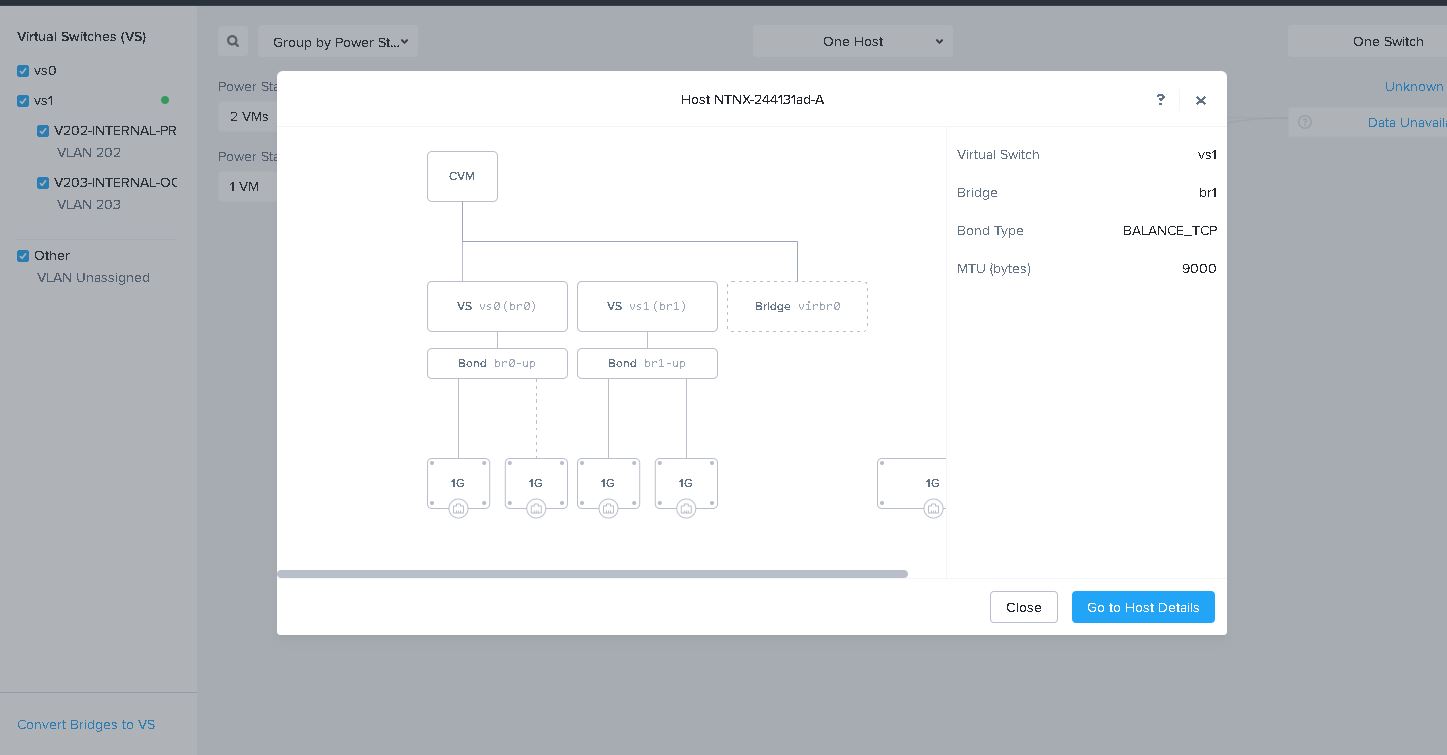 Virtual Switches (VS)
vs0
vs1
V202-INTERNAL-PR
VLAN 202
V203-INTERNAL-OC
VLAN 203
Other
VLAN Unassigned
Convert Bridges to VS
Group by Power St...
One Host
One Switch
Power Sta
2 VMs
Power Sta
1 VM
Unknown
? Data Unavaila
Host NTNX-244131ad-A
?
CVM
VS vs0(br0)
VS vs1(br1)
Bridge virbr0
Bond br0-up
Bond br1-up
1G
1G
1G
1G
1G
Virtual Switch vs1
Bridge br1
Bond Type BALANCE_TCP
MTU (bytes) 9000
Close
Go to Host Details